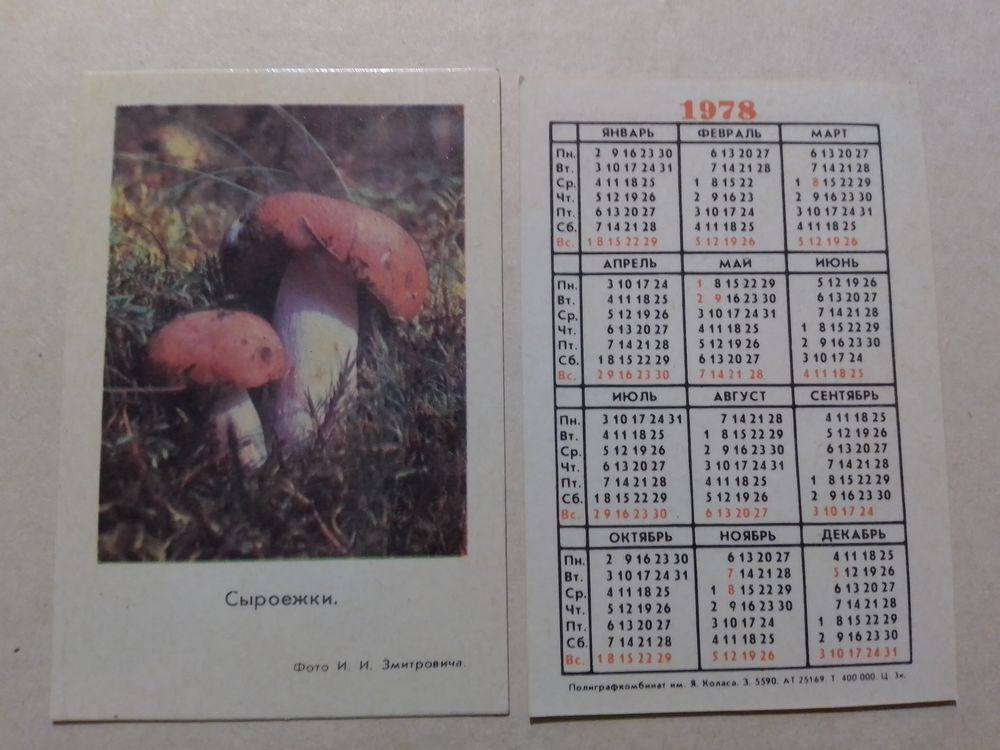 Сыроежки.
Фото И. И. Змитровича.
1978
ЯНВАРЬ ФЕВРАЛЬ МАРТ
Пн. 2 9 16 23 30 6 13 20 27 6 13 20 27
Вт. 3 10 17 24 31 7 14 21 28 7 14 21 28
Ср. 4 11 18 25 1 8 15 22 1 8 15 22 29
Чт. 5 12 19 26 2 9 16 23 2 9 16 23 30
Пт. 6 13 20 27 3 10 17 24 3 10 17 24 31
Сб. 7 14 21 28 4 11 18 25 4 11 18 25
Вс. 1 8 15 22 29 5 12 19 26 5 12 19 26
АПРЕЛЬ МАЙ ИЮНЬ
Пн. 3 10 17 24 1 8 15 22 29 5 12 19 26
Вт. 4 11 18 25 2 9 16 23 30 6 13 20 27
Ср. 5 12 19 26 3 10 17 24 31 7 14 21 28
Чт. 6 13 20 27 4 11 18 25 1 8 15 22 29
Пт. 7 14 21 28 5 12 19 26 2 9 16 23 30
Сб. 1 8 15 22 29 6 13 20 27 3 10 17 24
Вс. 2 9 16 23 30 7 14 21 28 4 11 18 25
ИЮЛЬ АВГУСТ СЕНТЯБРЬ
Пн. 3 10 17 24 31 7 14 21 28 4 11 18 25
Вт. 4 11 18 25 1 8 15 22 29 5 12 19 26
Ср. 5 12 19 26 2 9 16 23 30 6 13 20 27
Чт. 6 13 20 27 3 10 17 24 31 7 14 21 28
Пт. 7 14 21 28 4 11 18 25 1 8 15 22 29
Сб. 1 8 15 22 29 5 12 19 26 2 9 16 23 30
Вс. 2 9 16 23 30 6 13 20 27 3 10 17 24
ОКТЯБРЬ НОЯБРЬ ДЕКАБРЬ
Пн. 2 9 16 23 30 6 13 20 27 4 11 18 25
Вт. 3 10 17 24 31 7 14 21 28 5 12 19 26
Ср. 4 11 18 25 1 8 15 22 29 6 13 20 27
Чт. 5 12 19 26 2 9 16 23 30 7 14 21 28
Пт. 6 13 20 27 3 10 17 24 1 8 15 22 29
Сб. 7 14 21 28 4 11 18 25 2 9 16 23 30
Вс. 1 8 15 22 29 5 12 19 26 3 10 17 24 31
Полиграфкомбинат им. Я. Коласа. З. 5590. АТ 25169. Т. 400 000. Ц. 3к.